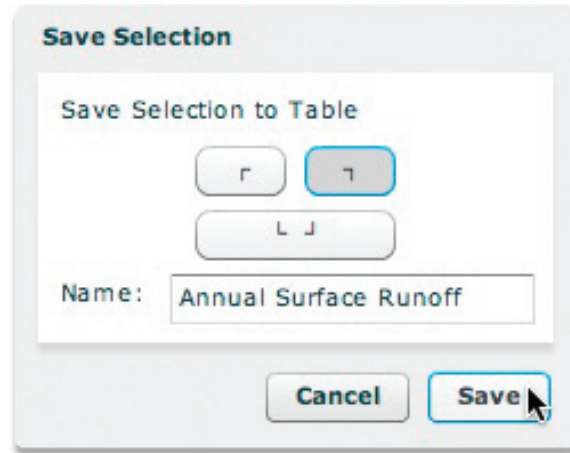 Save Selection
Save Selection to Table
┌ ┐
└ ┘
Name: Annual Surface Runoff
Cancel Save